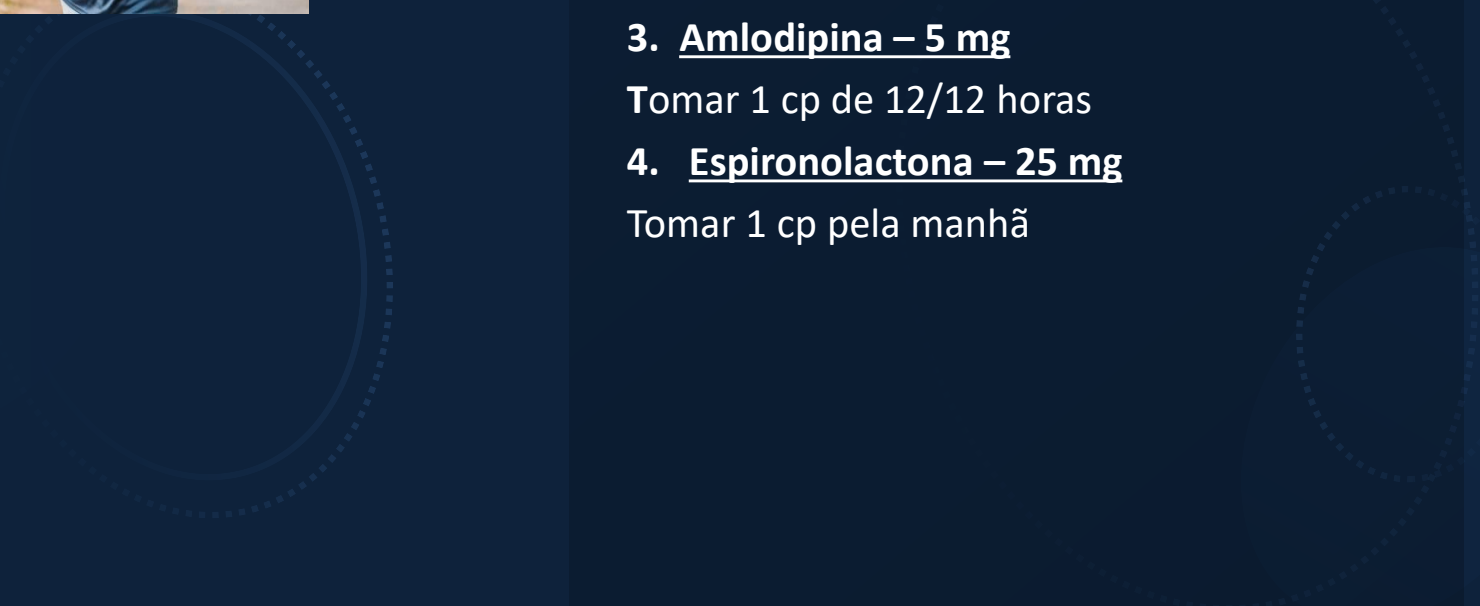 3. Amlodipina – 5 mg
Tomar 1 cp de 12/12 horas
4. Espironolactona – 25 mg
Tomar 1 cp pela manhã